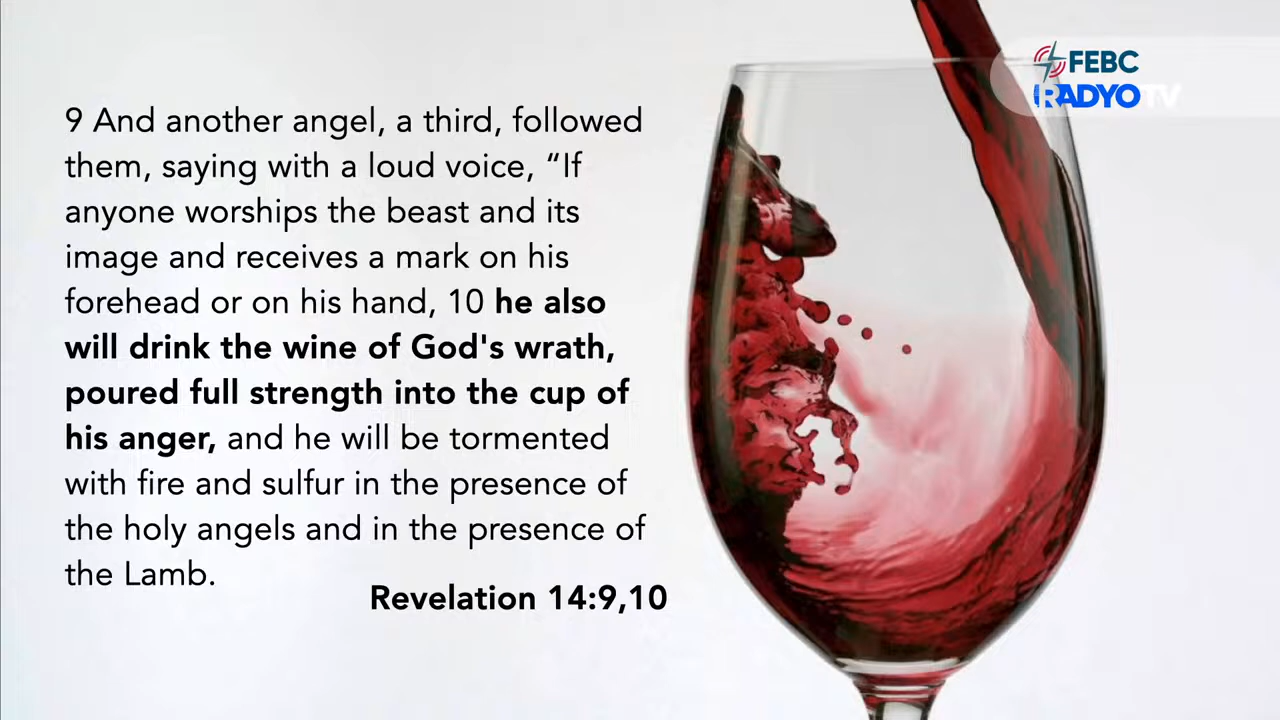 FEBC
RADYO TV
9 And another angel, a third, followed
them, saying with a loud voice, “If
anyone worships the beast and its
image and receives a mark on his
forehead or on his hand, 10 he also
will drink the wine of God's wrath,
poured full strength into the cup of
his anger, and he will be tormented
with fire and sulfur in the presence of
the holy angels and in the presence of
the Lamb.
Revelation 14:9,10